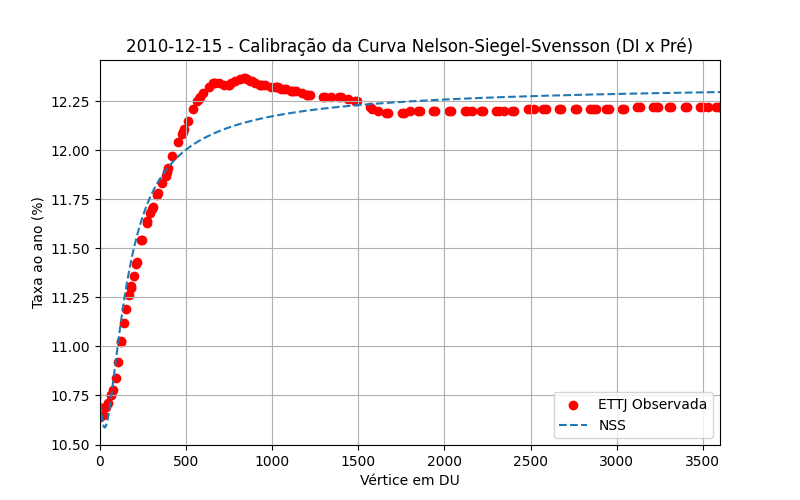 2010-12-15 - Calibração da Curva Nelson-Siegel-Svensson (DI x Pré)
Taxa ao ano (%)
12.25
12.00
11.75
11.50
11.25
11.00
10.75
10.50
0 500 1000 1500 2000 2500 3000 3500
Vértice em DU
ETTJ Observada
NSS